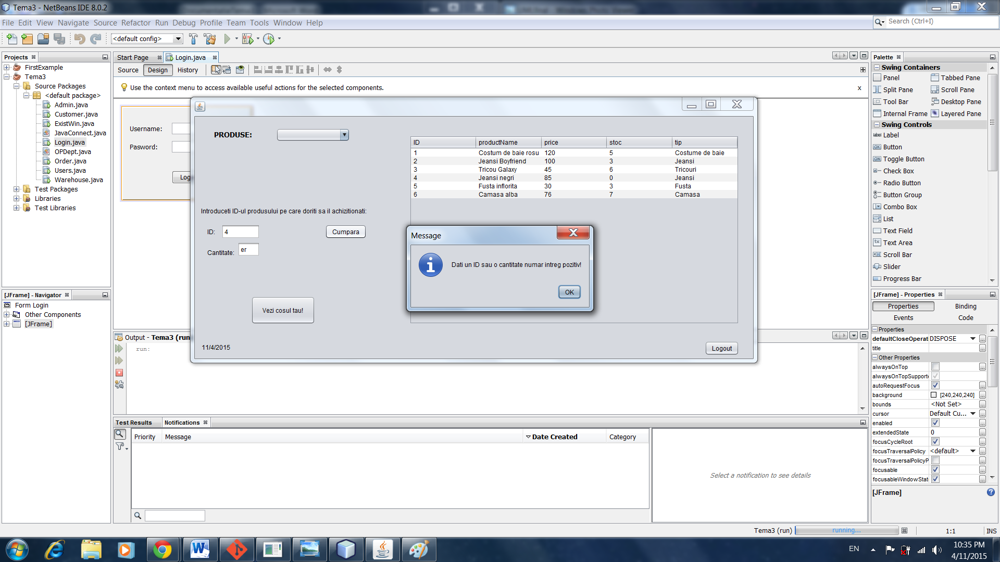 Tema3 - NetBeans IDE 8.0.2
File Edit View Navigate Source Refactor Run Debug Profile Team Tools Window Help
Search (Ctrl+I)
<default config>
Projects
FirstExample
Tema3
Source Packages
<default package>
Admin.java
Customer.java
ExistWin.java
JavaConnect.java
Login.java
OPDept.java
Order.java
Users.java
Warehouse.java
Test Packages
Libraries
Test Libraries
Start Page
Login.java
Source Design History
Use the context menu to access available useful actions for the selected components.
x
Username:
Pasword:
Log
PRODUSE:
ID productName price stoc tip
1 Costum de baie rosu 120 5 Costume de baie
2 Jeansi Boyfriend 100 3 Jeansi
3 Tricou Galaxy 45 6 Tricouri
4 Jeansi negri 85 0 Jeansi
5 Fusta inflorita 30 3 Fusta
6 Camasa alba 76 7 Camasa
Introduceti ID-ul produsului pe care doriti sa il achizitionati:
ID: 4
Cumpara
Cantitate: er
Vezi cosul tau!
11/4/2015
Logout
Message
Dati un ID sau o cantitate numar intreg pozitiv!
OK
Palette
Swing Containers
Panel Tabbed Pane
Split Pane Scroll Pane
Tool Bar Desktop Pane
Internal Frame Layered Pane
Swing Controls
Label
Button
Toggle Button
Check Box
Radio Button
Button Group
Combo Box
List
Text Field
Text Area
Scroll Bar
Slider
Progress Bar
[JFrame] - Navigator
Form Login
Other Components
[JFrame]
Output - Tema3 (run
run:
Test Results
Notifications
Priority Message Date Created Category
Select a notification to see details
[JFrame] - Properties
Properties Binding
Events Code
Properties
defaultCloseOperat DISPOSE
title
Other Properties
alwaysOnTop
alwaysOnTopSupporte
autoRequestFocus
background [240,240,240]
bounds <Not Set>
cursor Default Cu...
enabled
extendedState 0
focusCycleRoot
focusTraversalPolicy <default>
focusTraversalPolicyP
focusable
focusableWindowStat
[JFrame]
Tema3 (run) running... 1:1 INS
EN
10:35 PM
4/11/2015